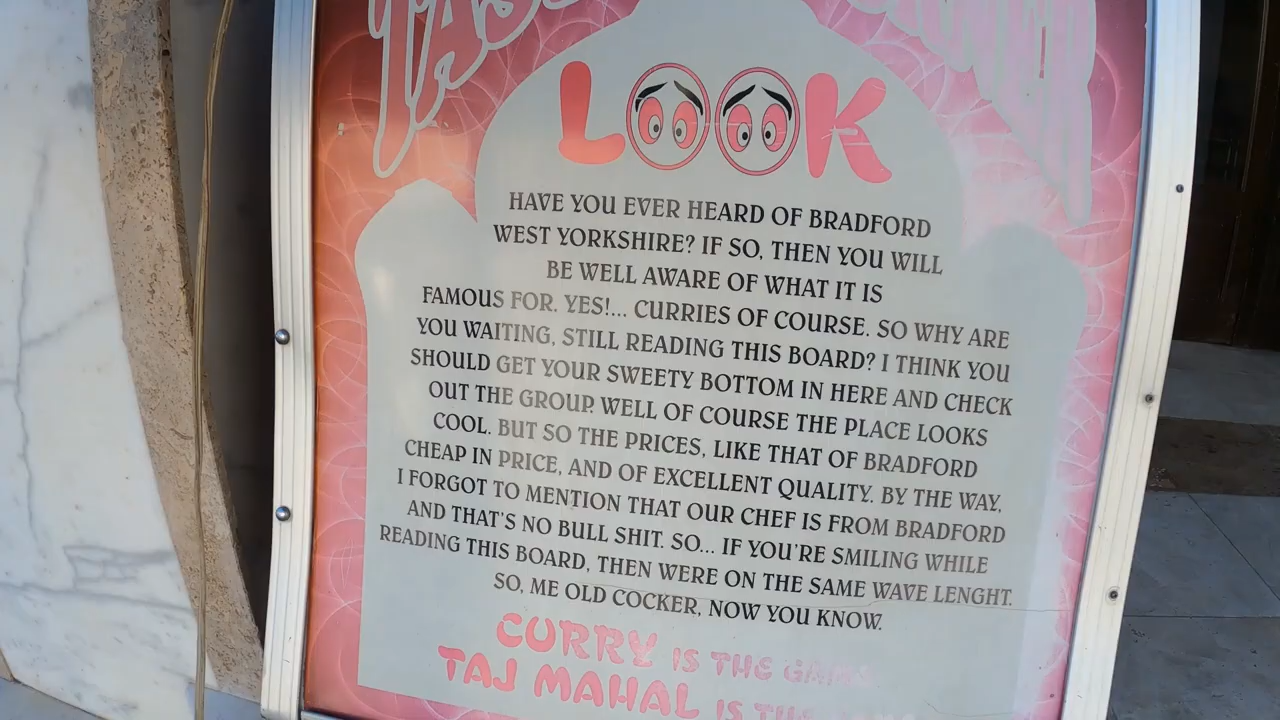 LOOK
HAVE YOU EVER HEARD OF BRADFORD
WEST YORKSHIRE? IF SO, THEN YOU WILL
BE WELL AWARE OF WHAT IT IS
FAMOUS FOR. YES!... CURRIES OF COURSE. SO WHY ARE
YOU WAITING, STILL READING THIS BOARD? I THINK YOU
SHOULD GET YOUR SWEETY BOTTOM IN HERE AND CHECK
OUT THE GROUP. WELL OF COURSE THE PLACE LOOKS
COOL. BUT SO THE PRICES, LIKE THAT OF BRADFORD
CHEAP IN PRICE, AND OF EXCELLENT QUALITY. BY THE WAY,
I FORGOT TO MENTION THAT OUR CHEF IS FROM BRADFORD
AND THAT'S NO BULL SHIT. SO... IF YOU'RE SMILING WHILE
READING THIS BOARD, THEN WERE ON THE SAME WAVE LENGHT.
SO, ME OLD COCKER, NOW YOU KNOW.
CURRY IS THE GAME
TAJ MAHAL IS THE